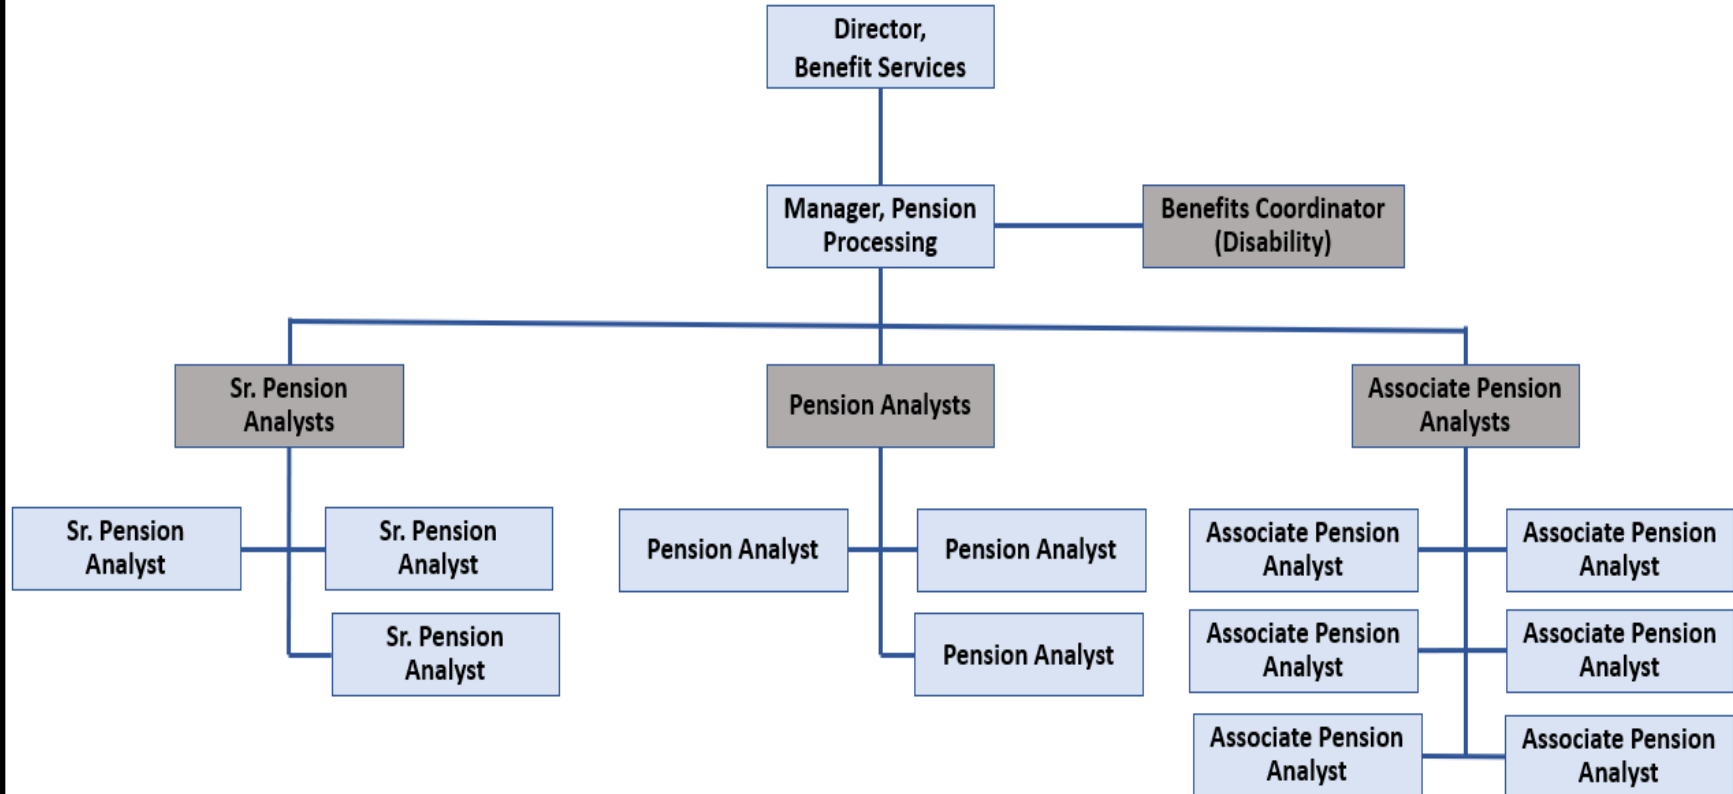 Director,
Benefit Services
Manager, Pension
Processing
Benefits Coordinator
(Disability)
Sr. Pension
Analysts
Pension Analysts
Associate Pension
Analysts
Sr. Pension
Analyst
Sr. Pension
Analyst
Sr. Pension
Analyst
Pension Analyst
Pension Analyst
Pension Analyst
Associate Pension
Analyst
Associate Pension
Analyst
Associate Pension
Analyst
Associate Pension
Analyst
Associate Pension
Analyst
Associate Pension
Analyst